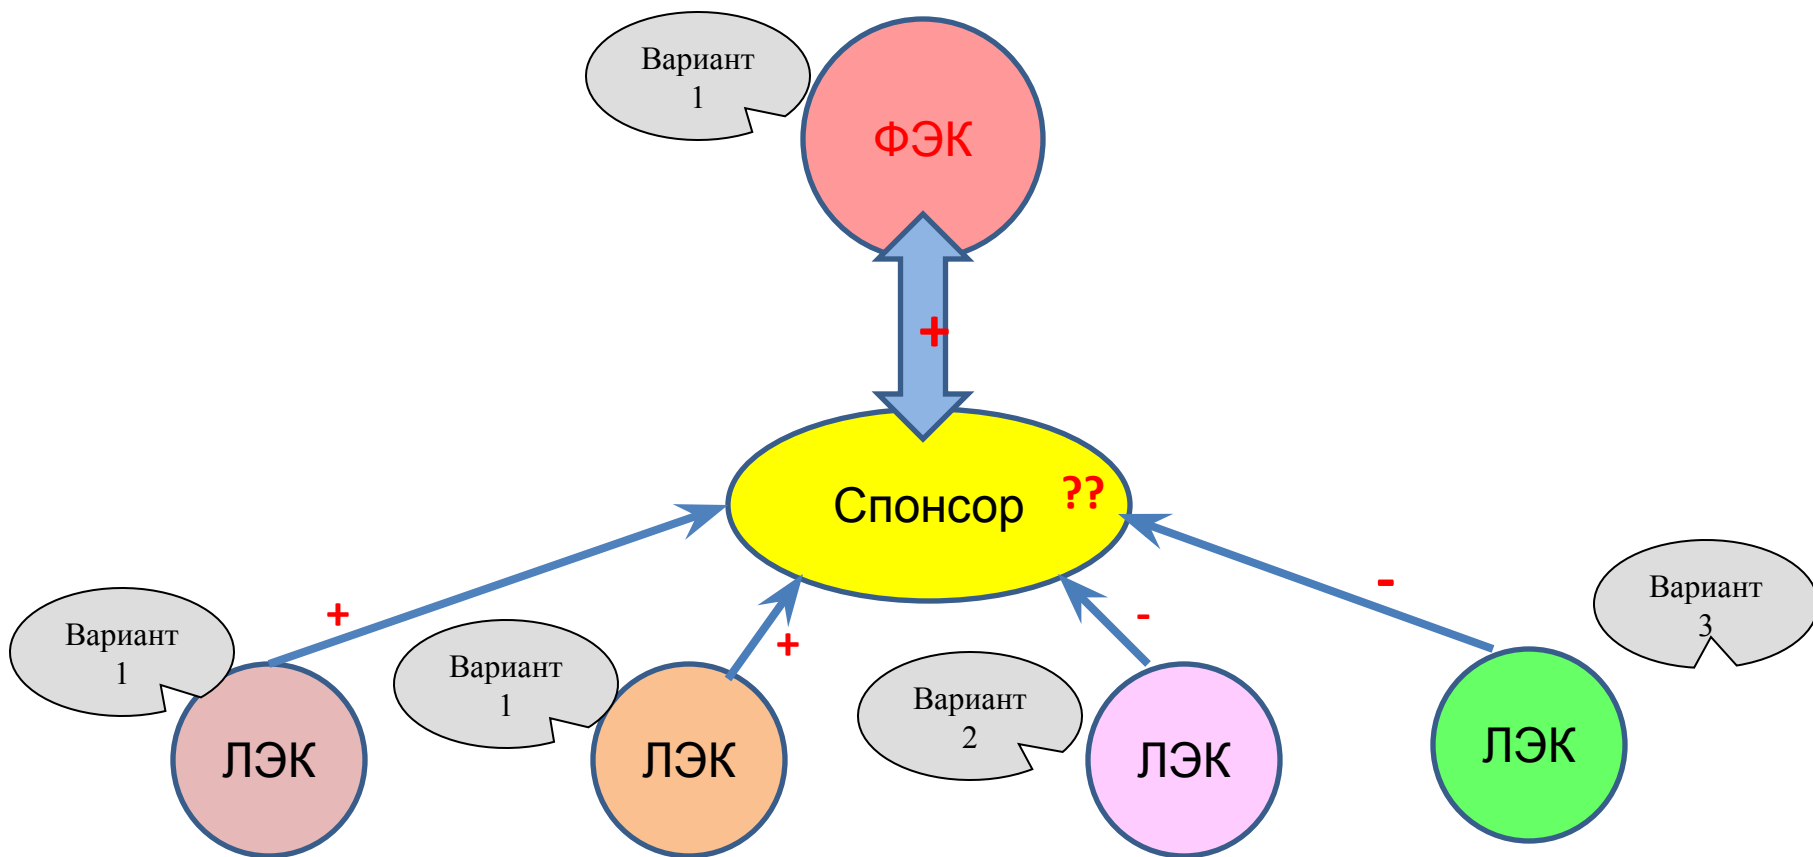 Вариант
1
ФЭК
+
Спонсор ??
+
+
-
-
Вариант
1
Вариант
1
Вариант
2
Вариант
3
ЛЭК
ЛЭК
ЛЭК
ЛЭК